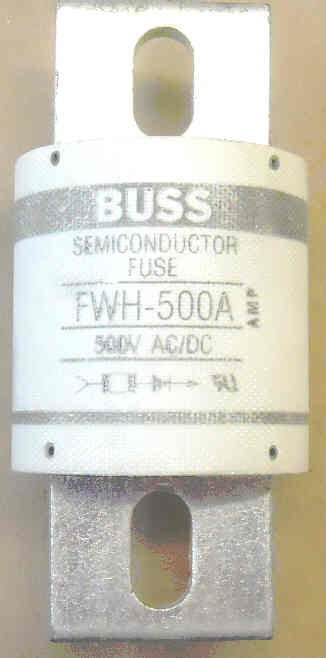 BUSS
SEMICONDUCTOR
FUSE
FWH-500A
AMP
500V AC/DC